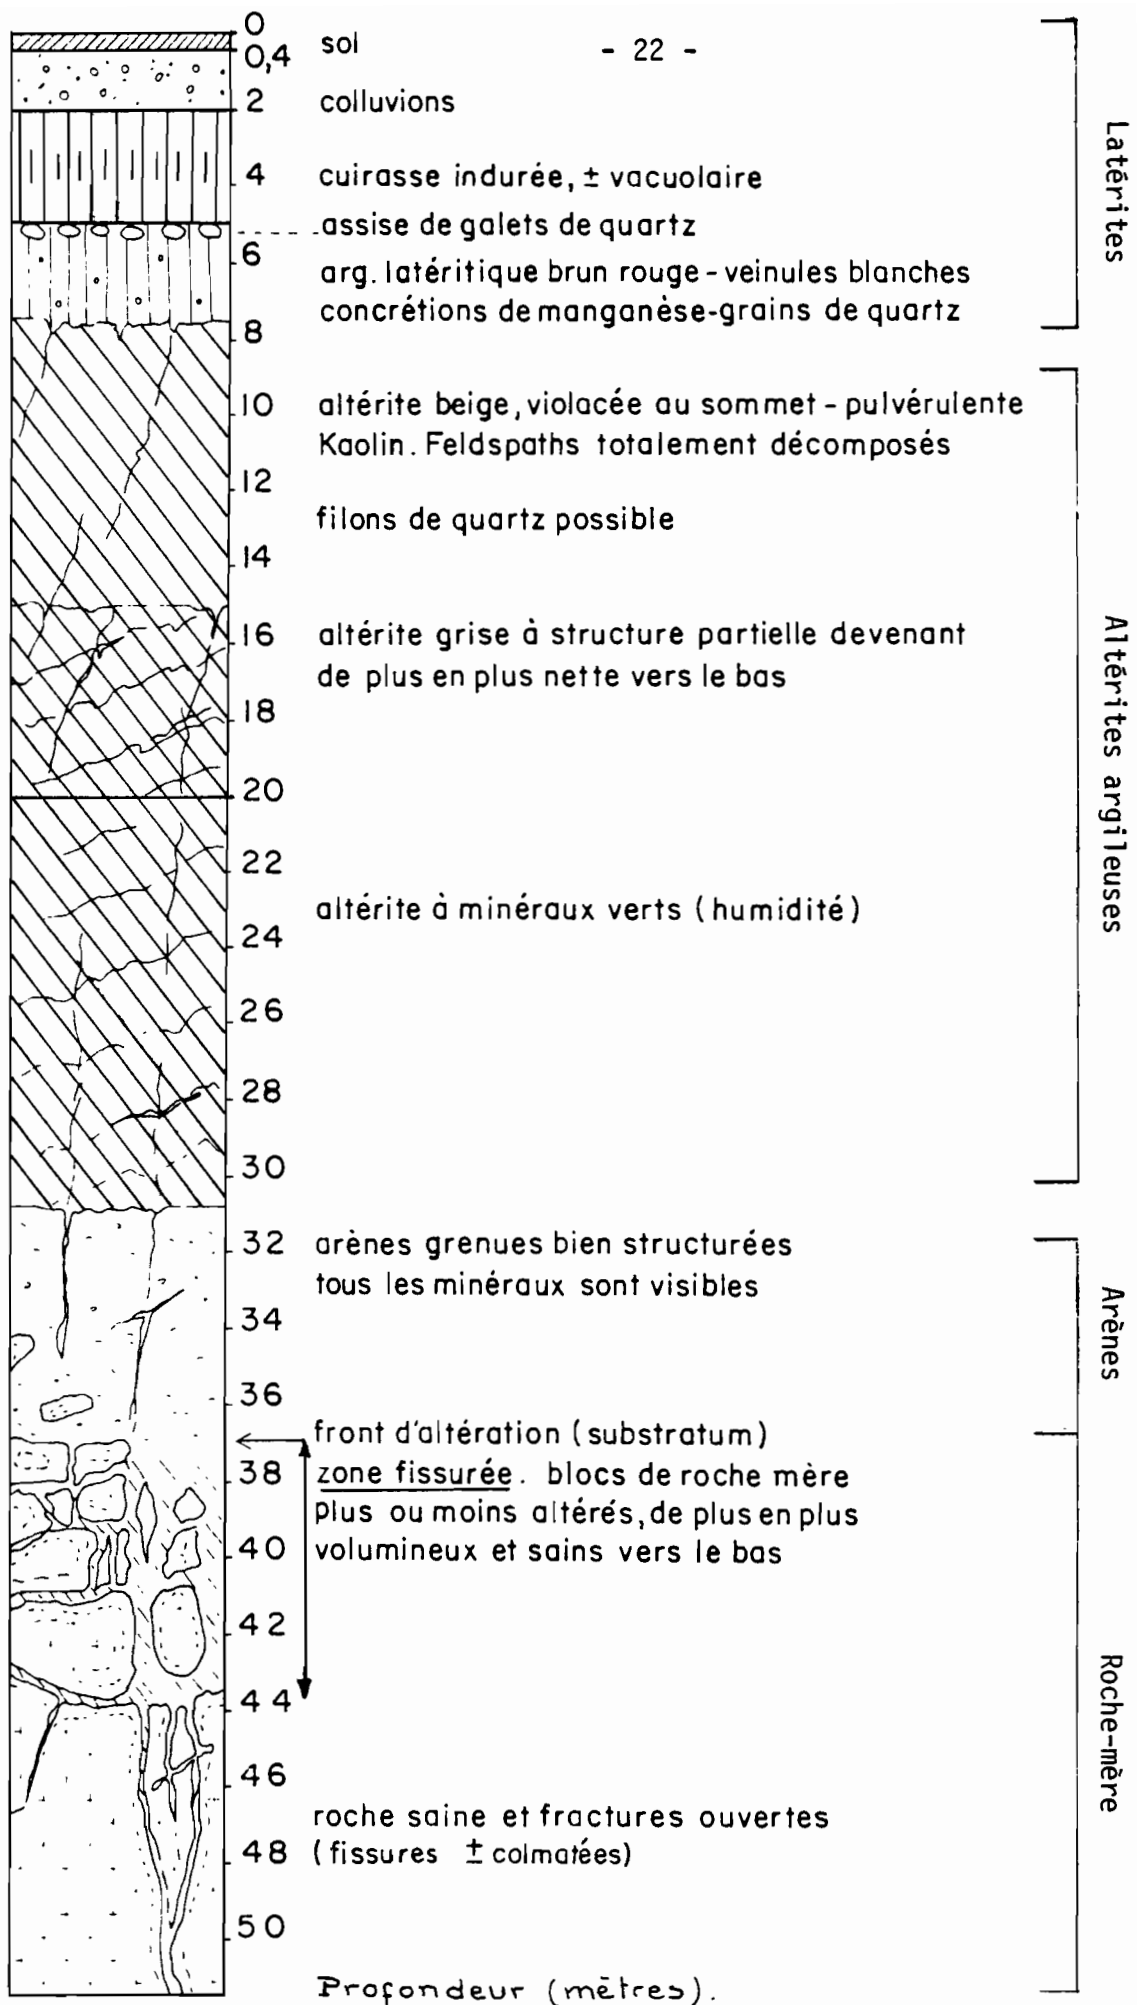 0
sol
- 22 -
0,4
2
colluvions
4
cuirasse indurée, ± vacuolaire
assise de galets de quartz
6
arg. latéritique brun rouge - veinules blanches
concrétions de manganèse-grains de quartz
8
Latérites
10
altérite beige, violacée au sommet - pulvérulente
Kaolin. Feldspaths totalement décomposés
12
filons de quartz possible
14
16
altérite grise à structure partielle devenant
de plus en plus nette vers le bas
18
20
22
altérite à minéraux verts (humidité)
24
26
28
30
Altérites argileuses
32
arènes grenues bien structurées
tous les minéraux sont visibles
34
36
Arènes
front d'altération (substratum)
38
zone fissurée. blocs de roche mère
plus ou moins altérés, de plus en plus
40
volumineux et sains vers le bas
42
44
46
roche saine et fractures ouvertes
48
(fissures ± colmatées)
50
Roche-mère
Profondeur (mètres).